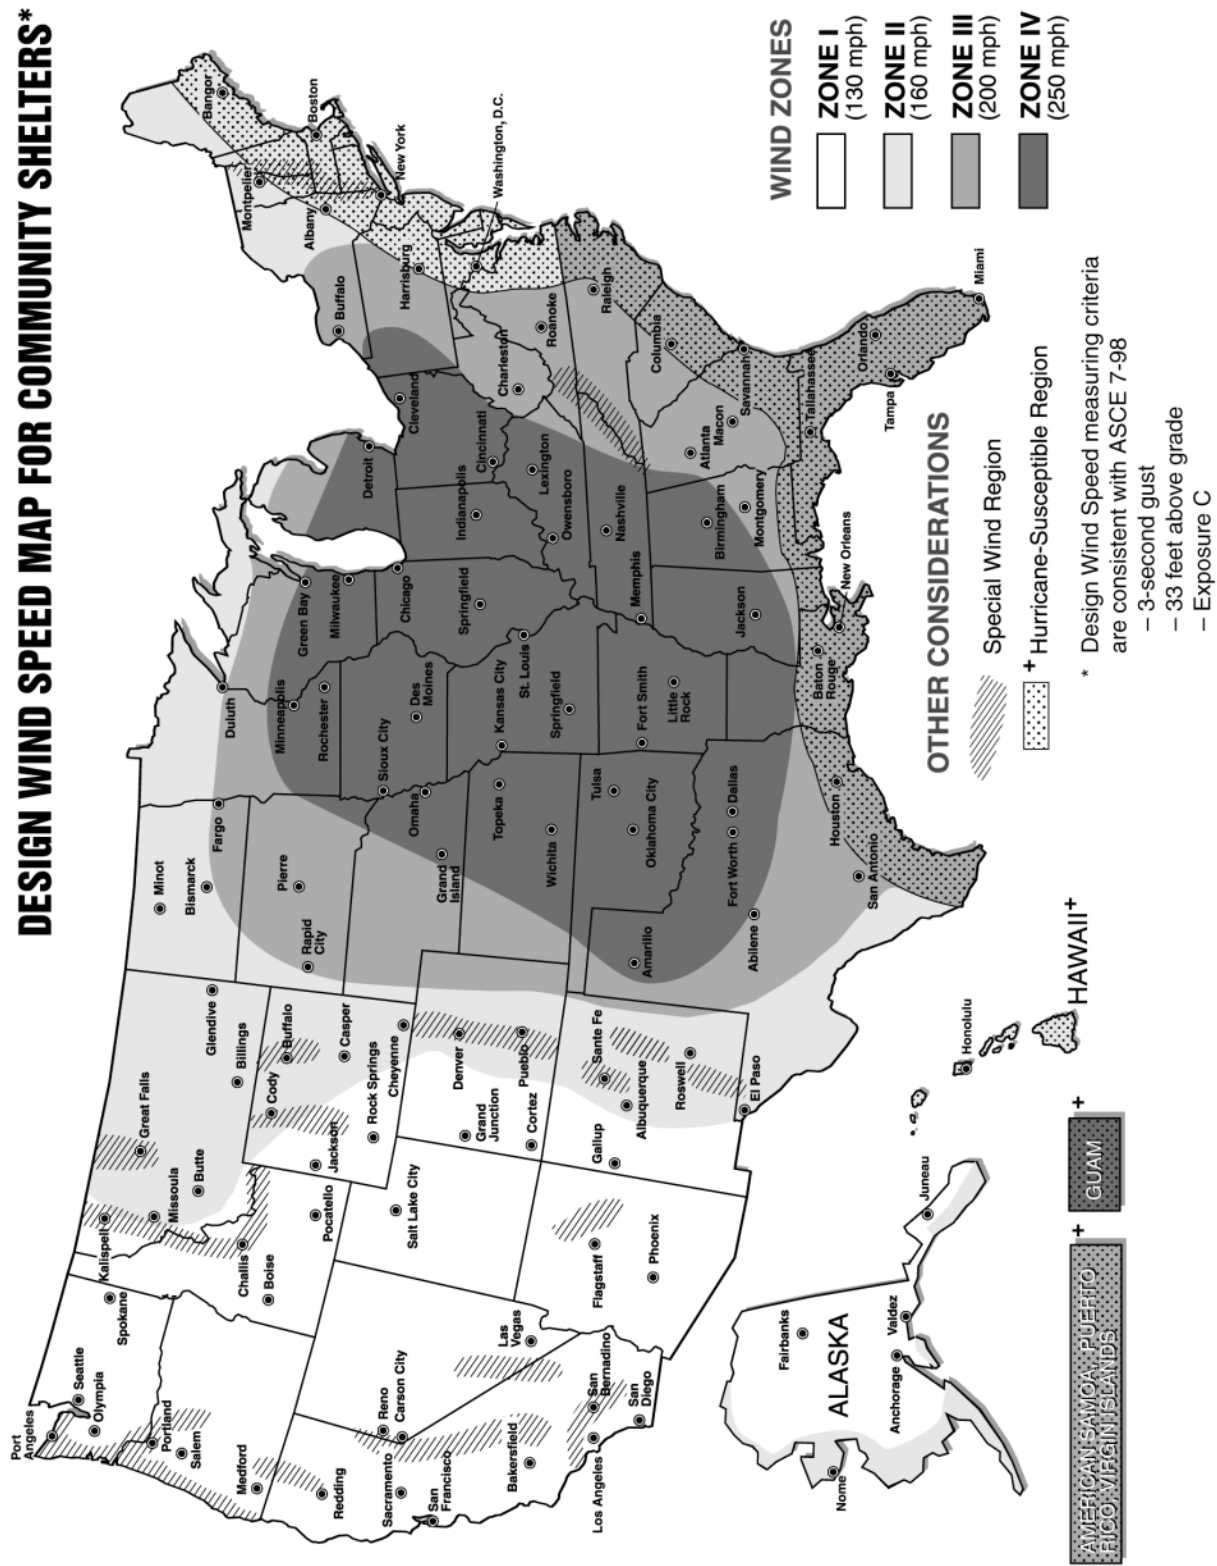 DESIGN WIND SPEED MAP FOR COMMUNITY SHELTERS*
Port
Angeles
Seattle
Olympia
Spokane
Portland
Salem
Medford
Redding
Reno
Carson City
Sacramento
San
Francisco
Bakersfield
Los Angeles
San
Bernadino
San
Diego
Las
Vegas
Kalispell
Missoula
Great Falls
Butte
Billings
Glendive
Challis
Boise
Pocatello
Jackson
Cody
Buffalo
Casper
Rock Springs
Cheyenne
Salt Lake City
Grand
Junction
Denver
Pueblo
Cortez
Flagstaff
Phoenix
Gallup
Albuquerque
Sante Fe
Roswell
El Paso
Minot
Bismarck
Fargo
Pierre
Rapid
City
Grand
Island
Omaha
Topeka
Wichita
Tulsa
Oklahoma City
Amarillo
Fort Worth
Dallas
Abilene
San Antonio
Houston
Duluth
Minneapolis
Rochester
Sioux City
Des
Moines
Kansas City
St. Louis
Springfield
Fort Smith
Little
Rock
Baton
Rouge
New Orleans
Green Bay
Milwaukee
Chicago
Springfield
Memphis
Jackson
Detroit
Indianapolis
Cincinnati
Cleveland
Lexington
Owensboro
Nashville
Birmingham
Montgomery
Atlanta
Macon
Savannah
Tallahassee
Orlando
Tampa
Miami
Columbia
Raleigh
Roanoke
Charleston
Harrisburg
Buffalo
Albany
Montpelier
Bangor
Boston
New York
Washington, D.C.
WIND ZONES
ZONE I
(130 mph)
ZONE II
(160 mph)
ZONE III
(200 mph)
ZONE IV
(250 mph)
OTHER CONSIDERATIONS
Special Wind Region
+ Hurricane-Susceptible Region
* Design Wind Speed measuring criteria
are consistent with ASCE 7-98
– 3-second gust
– 33 feet above grade
– Exposure C
ALASKA
Fairbanks
Nome
Anchorage
Valdez
Juneau
Honolulu
HAWAII+
AMERICAN SAMOA, PUERTO
RICO, VIRGIN ISLANDS
+
GUAM
+